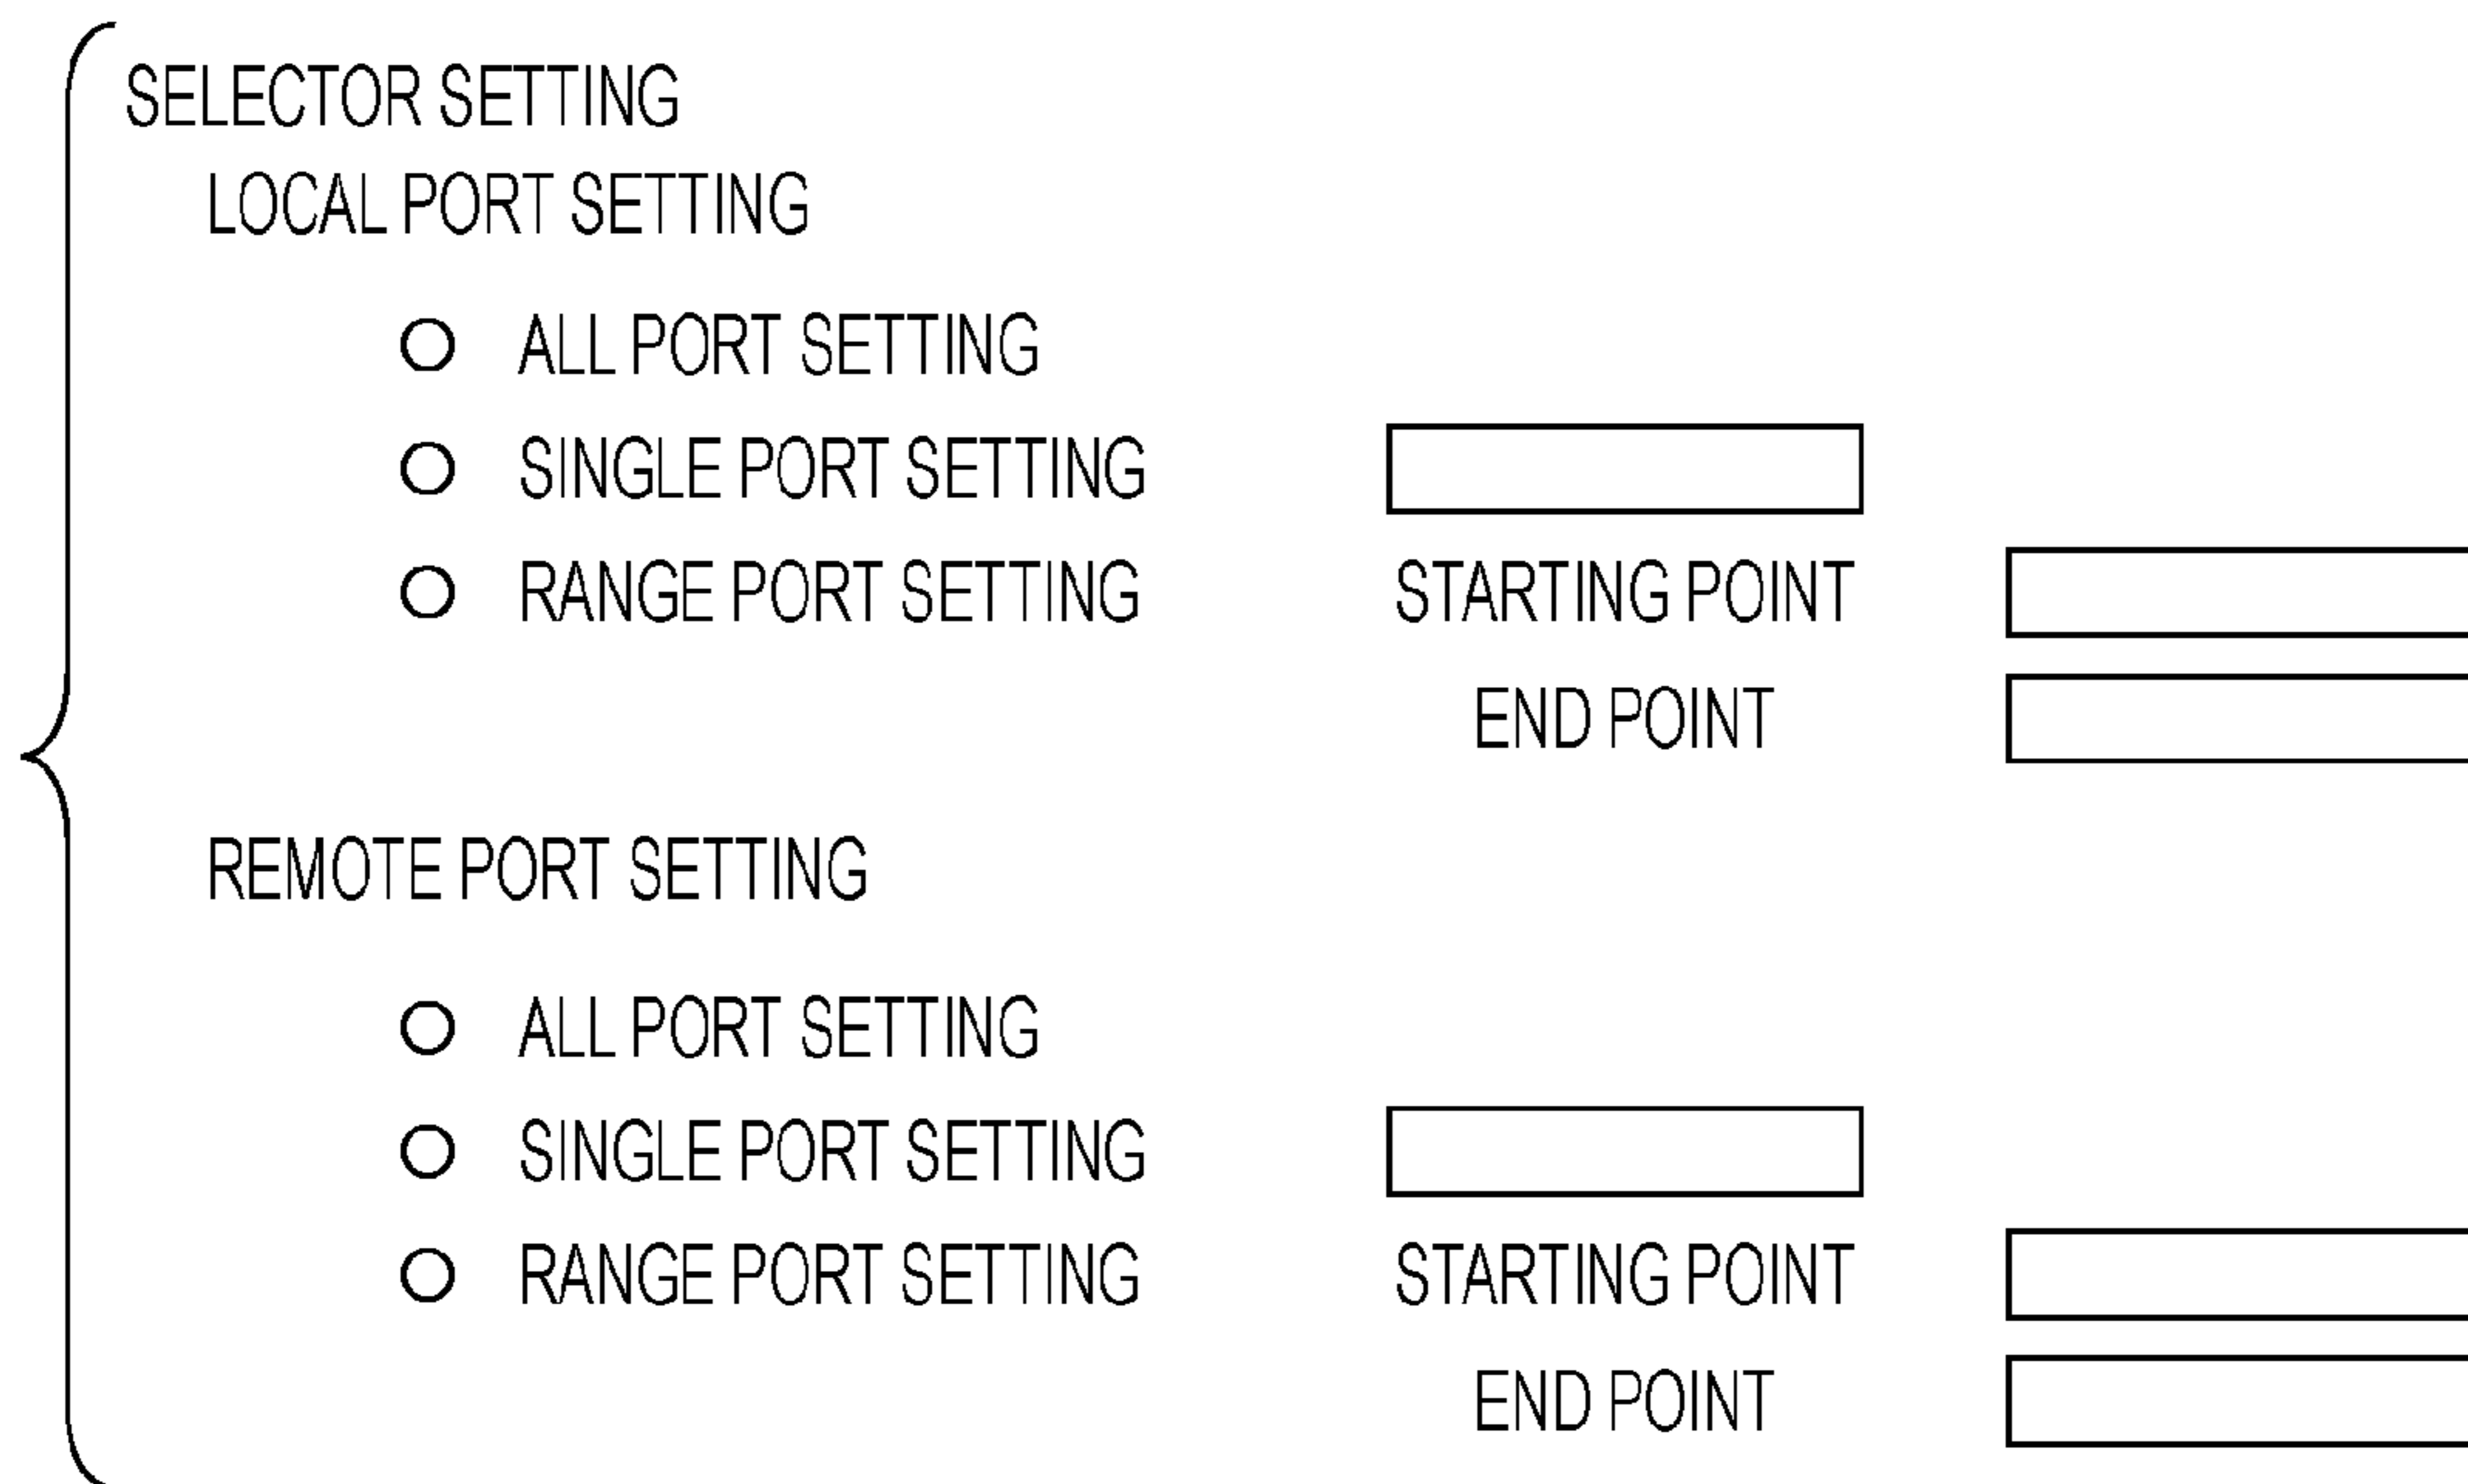 SELECTOR SETTING
LOCAL PORT SETTING
ALL PORT SETTING
SINGLE PORT SETTING
RANGE PORT SETTING STARTING POINT
END POINT
REMOTE PORT SETTING
ALL PORT SETTING
SINGLE PORT SETTING
RANGE PORT SETTING STARTING POINT
END POINT